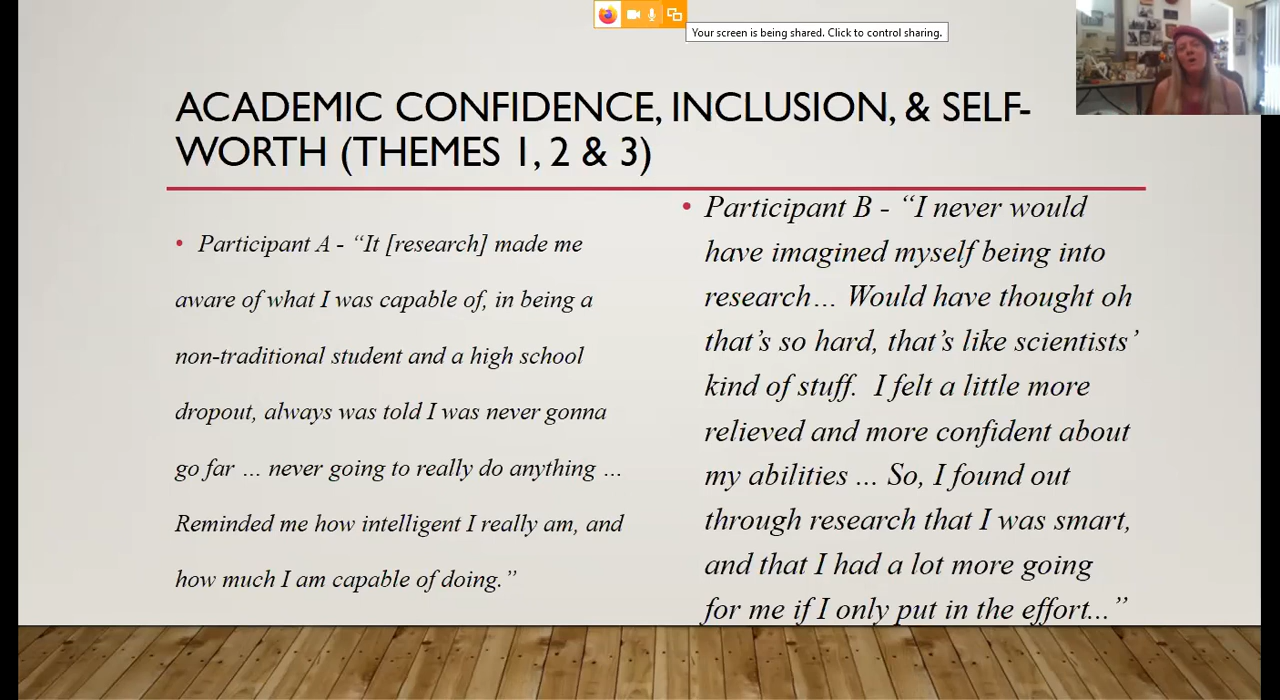 Your screen is being shared. Click to control sharing.
ACADEMIC CONFIDENCE, INCLUSION, & SELF-
WORTH (THEMES 1, 2 & 3)
• Participant A - “It [research] made me
aware of what I was capable of, in being a
non-traditional student and a high school
dropout, always was told I was never gonna
go far … never going to really do anything …
Reminded me how intelligent I really am, and
how much I am capable of doing.”
• Participant B - “I never would
have imagined myself being into
research… Would have thought oh
that’s so hard, that’s like scientists’
kind of stuff. I felt a little more
relieved and more confident about
my abilities … So, I found out
through research that I was smart,
and that I had a lot more going
for me if I only put in the effort...”